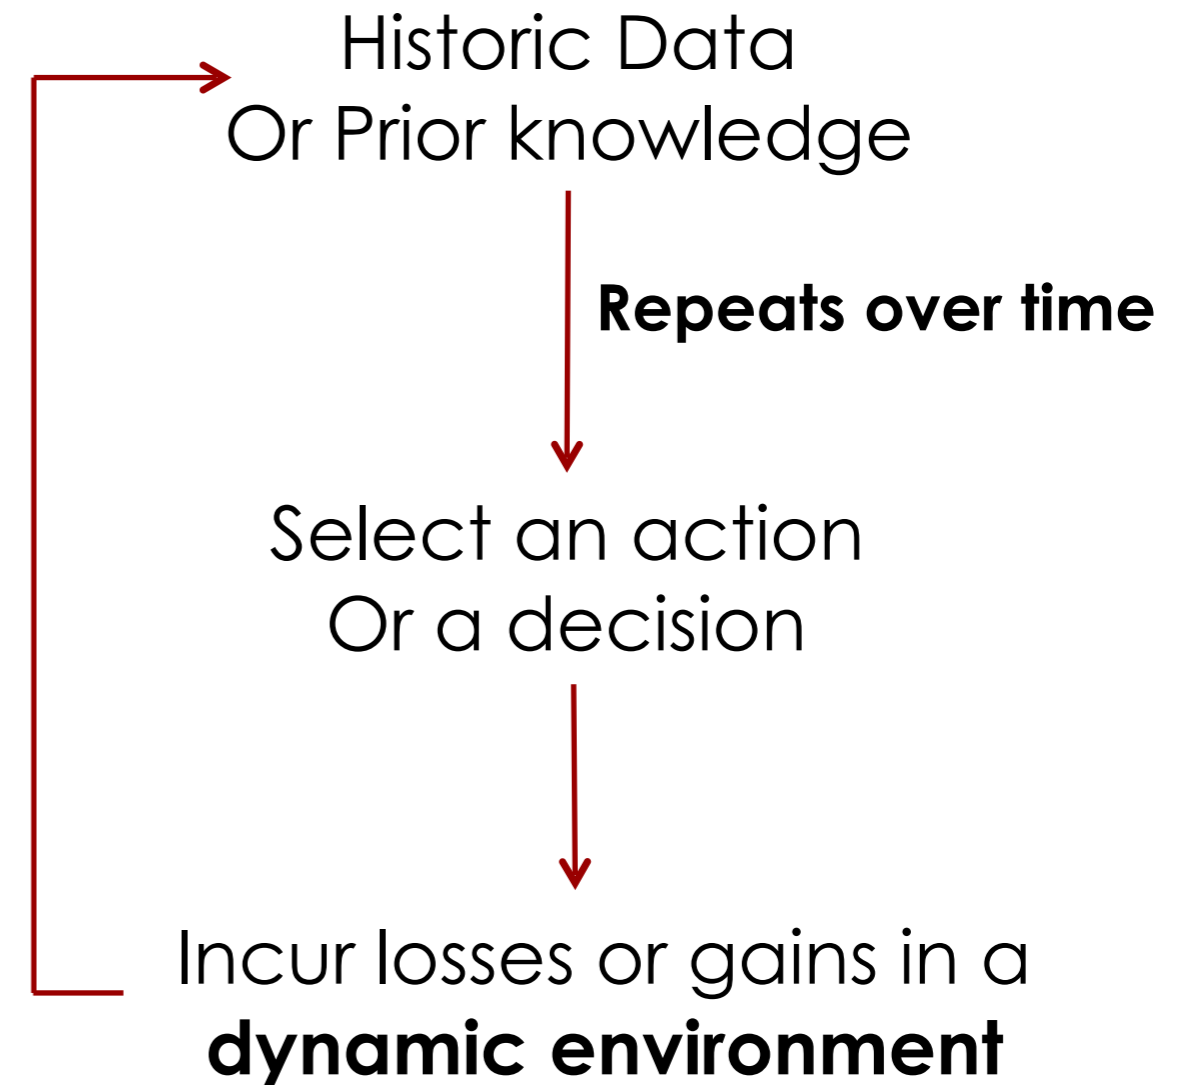 Historic Data
Or Prior knowledge
Repeats over time
Select an action
Or a decision
Incur losses or gains in a
dynamic environment